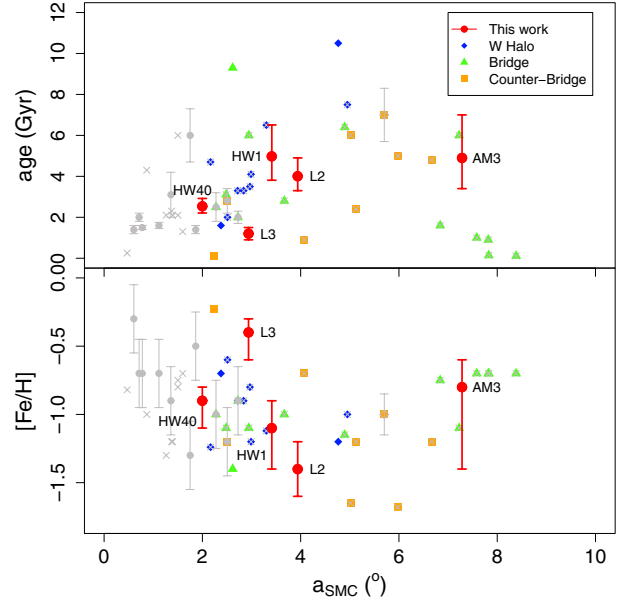 12
10
8
6
4
2
00
age (Gyr)
This work
W Halo
Bridge
Counter−Bridge
HW1
L2
AM3
HW40
L3
0.0
−0.5
−1.0
−1.5
[Fe/H]
L3
AM3
HW40
HW1
L2
0
2
4
6
8
10
aSMC (o)